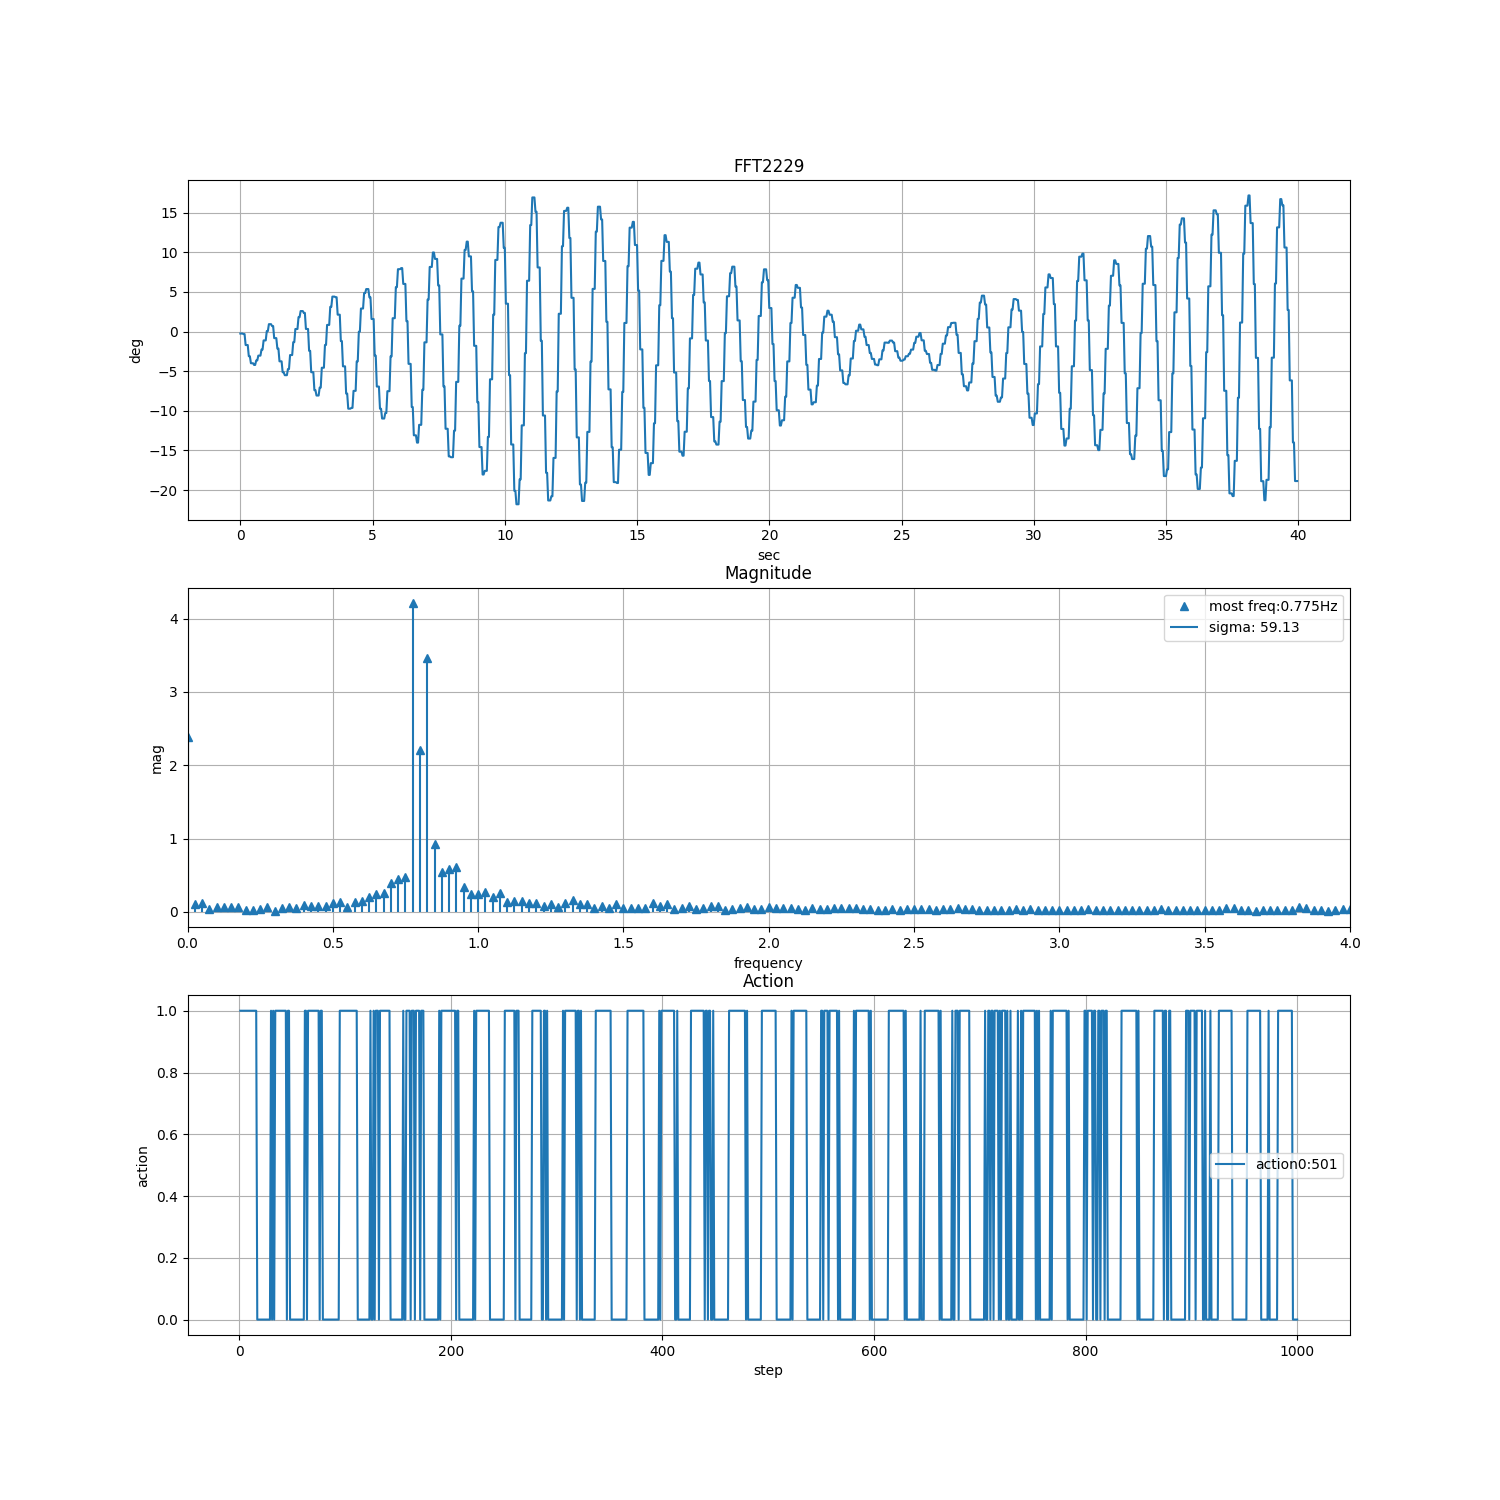 FFT2229
15
10
5
0
−5
−10
−15
−20
deg
0 5 10 15 20 25 30 35 40
sec
Magnitude
most freq:0.775Hz
sigma: 59.13
4
3
2
1
0
mag
0.0 0.5 1.0 1.5 2.0 2.5 3.0 3.5 4.0
frequency
Action
1.0
0.8
0.6
0.4
0.2
0.0
action
action0:501
0 200 400 600 800 1000
step